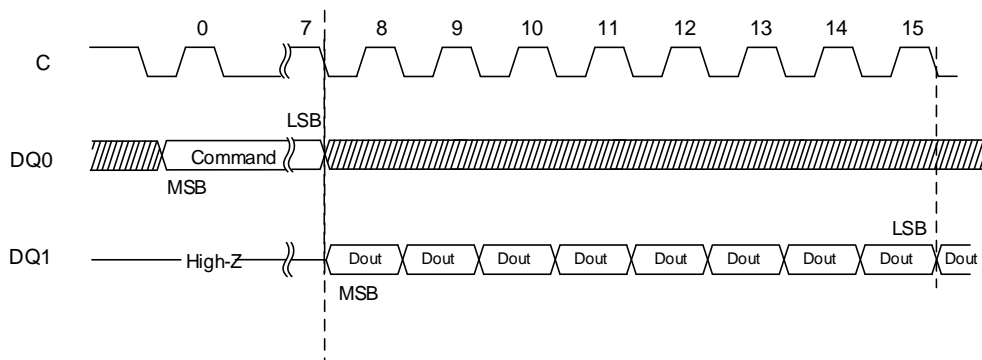 0 7 8 9 10 11 12 13 14 15
C
LSB
DQ0 Command
MSB
LSB
DQ1 High-Z Dout Dout Dout Dout Dout Dout Dout Dout Dout
MSB